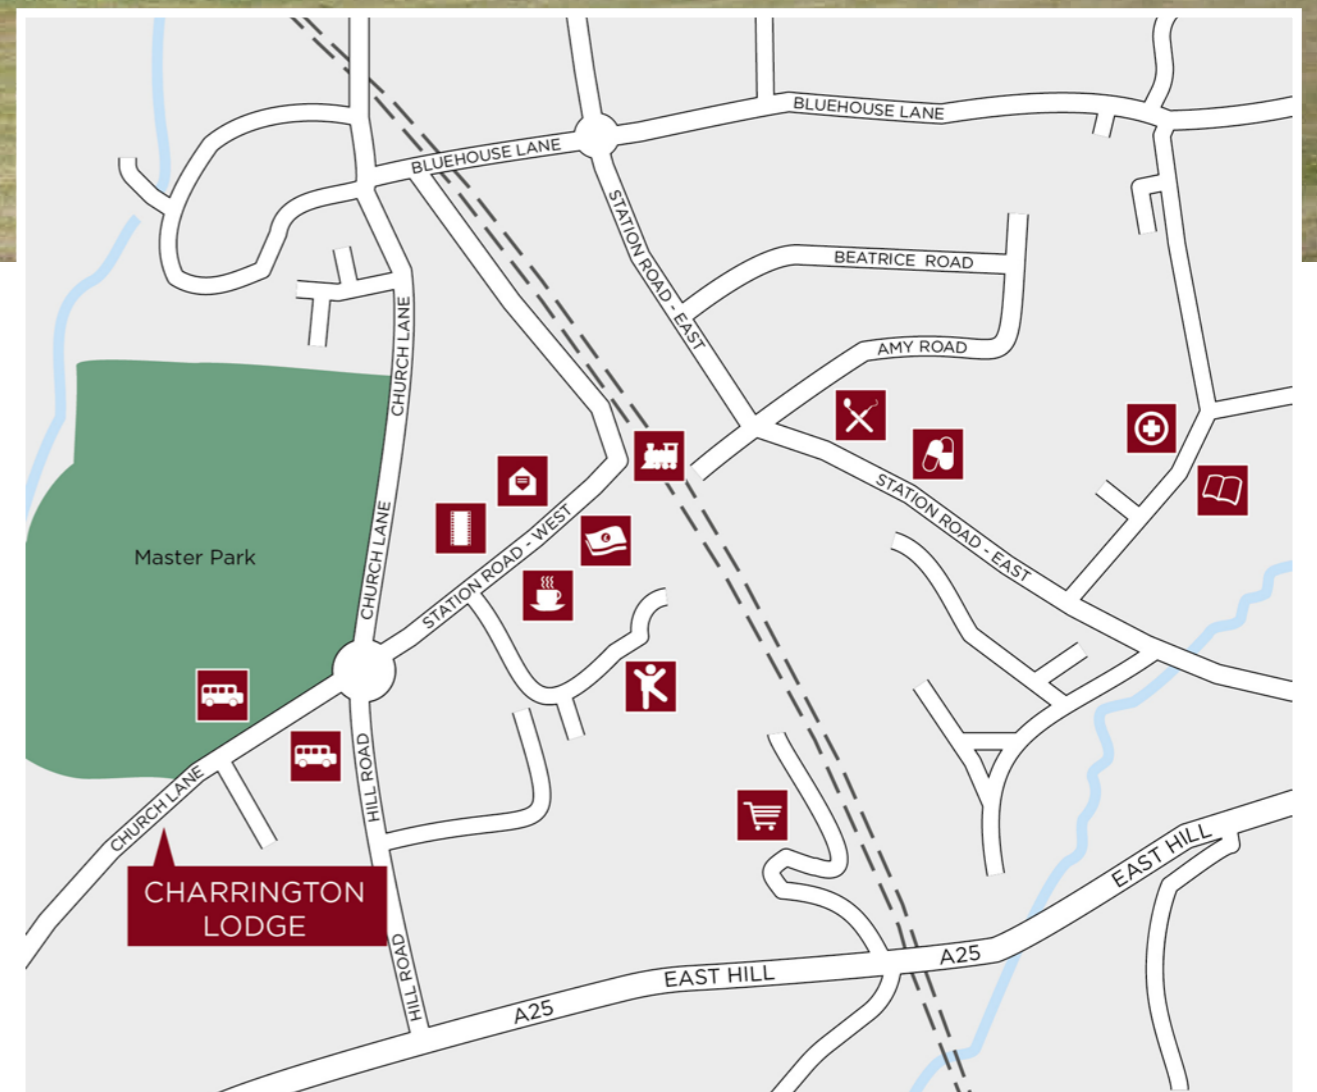 BLUEHOUSE LANE
BLUEHOUSE LANE
STATION ROAD - EAST
BEATRICE ROAD
AMY ROAD
CHURCH LANE
STATION ROAD - EAST
CHURCH LANE
STATION ROAD - WEST
Master Park
HILL ROAD
CHURCH LANE
CHARRINGTON
LODGE
EAST HILL
HILL ROAD
A25
EAST HILL
A25